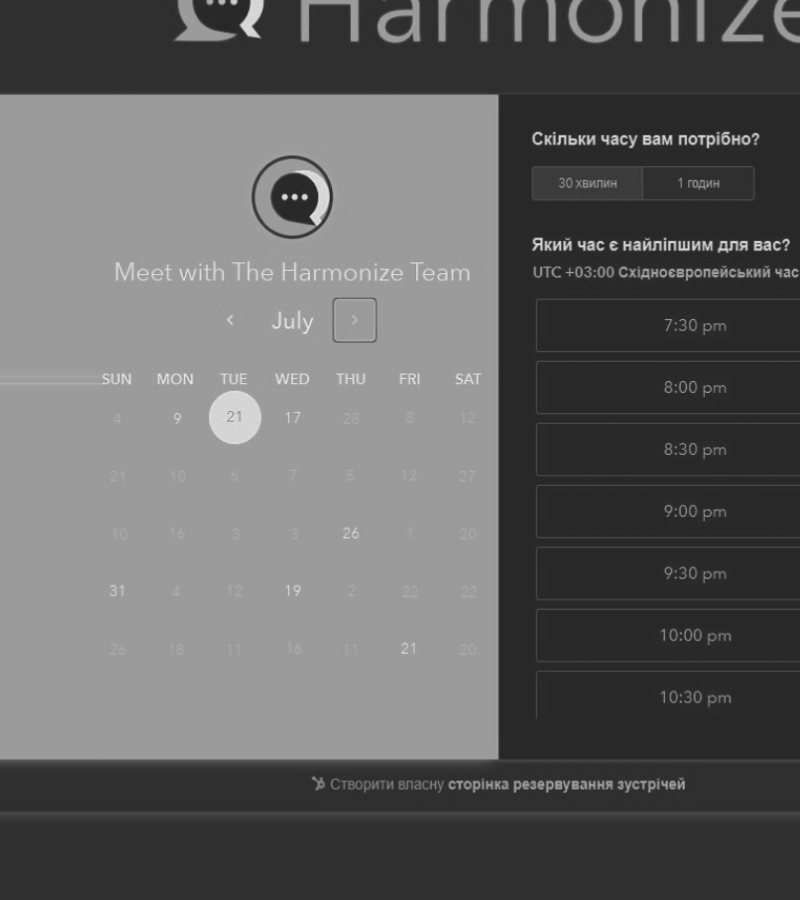 Harmonize
Meet with The Harmonize Team
July
SUN MON TUE WED THU FRI SAT
4 9 21 17 28 8 12
21 10 6 7 5 12 27
10 16 3 3 26 1 20
31 4 12 19 2 22 22
26 18 11 16 11 21 20
Скільки часу вам потрібно?
30 хвилин 1 годин
Який час є найліпшим для вас?
UTC +03:00 Східноєвропейський час
7:30 pm
8:00 pm
8:30 pm
9:00 pm
9:30 pm
10:00 pm
10:30 pm
Створити власну сторінка резервування зустрічей